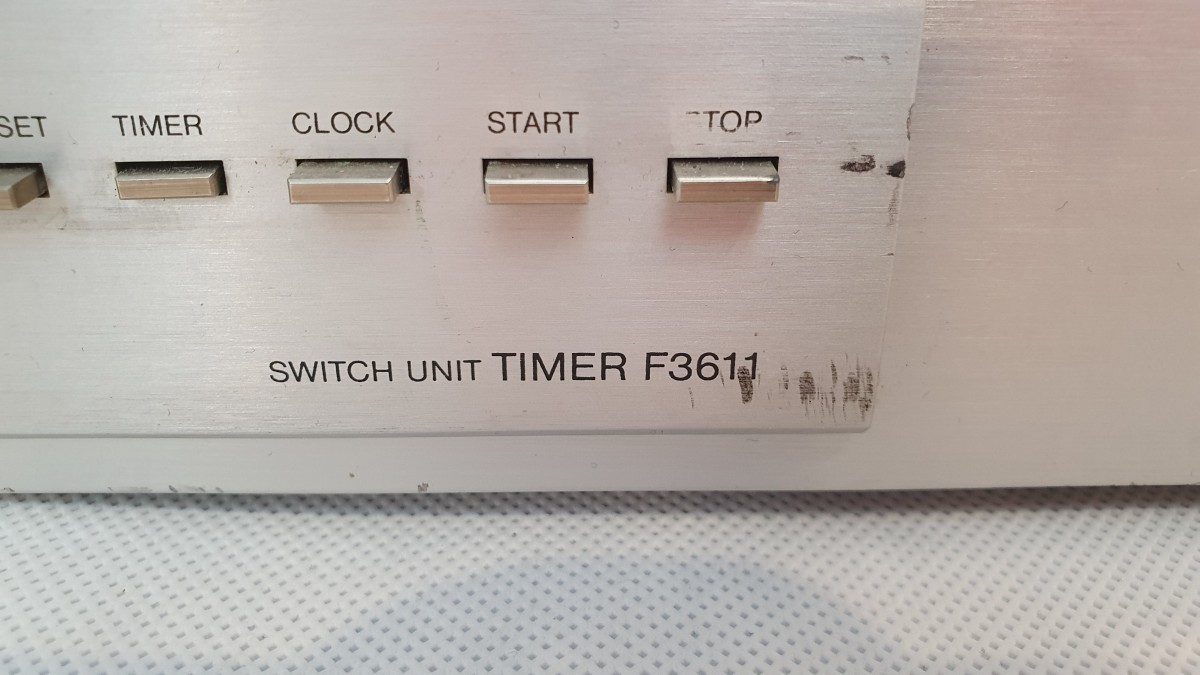 SET TIMER CLOCK START STOP
SWITCH UNIT TIMER F3611